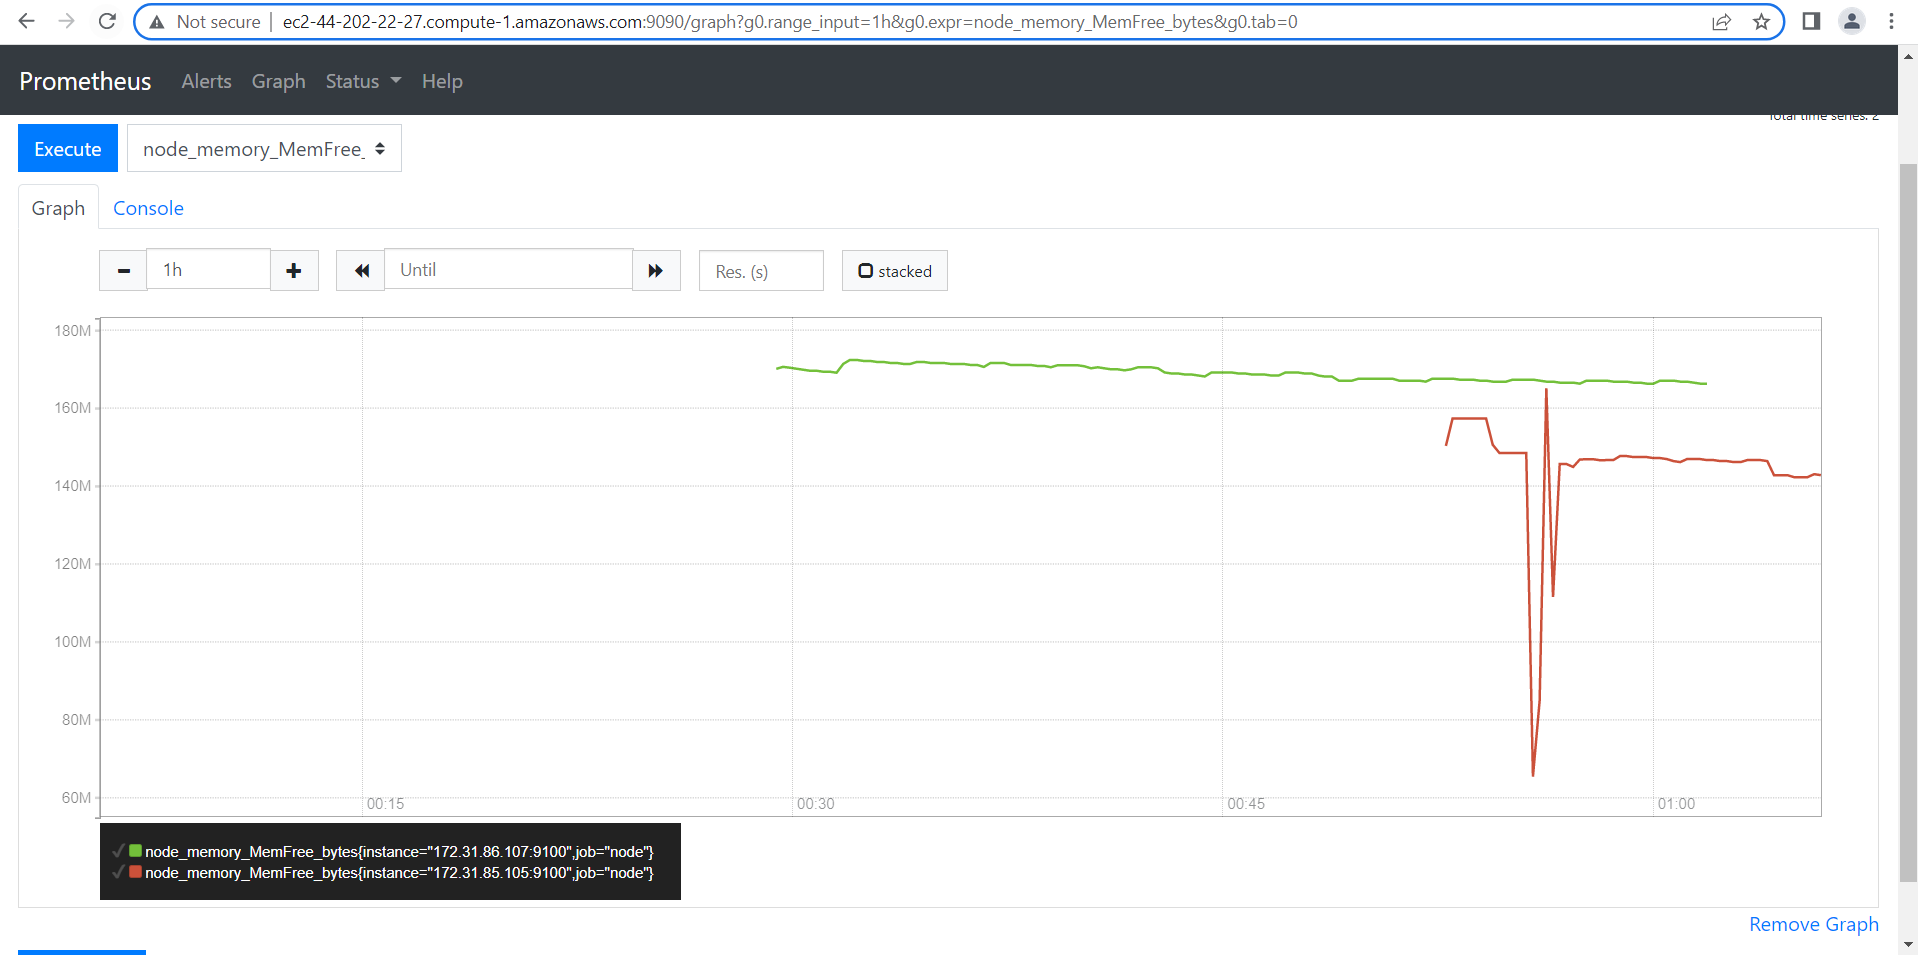 Not secure | ec2-44-202-22-27.compute-1.amazonaws.com:9090/graph?g0.range_input=1h&g0.expr=node_memory_MemFree_bytes&g0.tab=0
Prometheus Alerts Graph Status Help
Total time series: 2
Execute node_memory_MemFree_
Graph Console
1h Until Res. (s) stacked
180M
160M
140M
120M
100M
80M
60M
00:15 00:30 00:45 01:00
node_memory_MemFree_bytes{instance="172.31.86.107:9100",job="node"}
node_memory_MemFree_bytes{instance="172.31.85.105:9100",job="node"}
Remove Graph